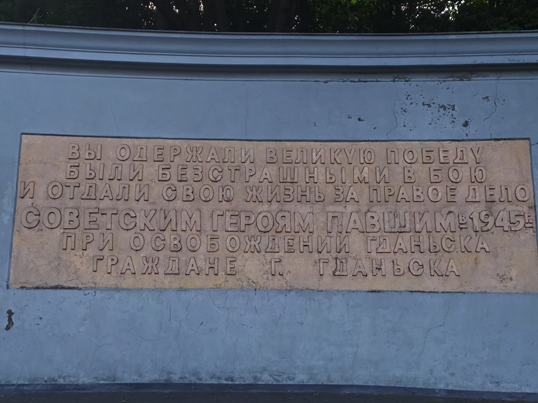 ВЫ ОДЕРЖАЛИ ВЕЛИКУЮ ПОБЕДУ
БЫЛИ БЕЗСТРАШНЫМИ В БОЮ
И ОТДАЛИ СВОЮ ЖИЗНЬ ЗА ПРАВОЕ ДЕЛО
СОВЕТСКИМ ГЕРОЯМ ПАВШИМ В 1945 Г.
ПРИ ОСВОБОЖДЕНИИ ГДАНЬСКА
ГРАЖДАНЕ Г. ГДАНЬСКА